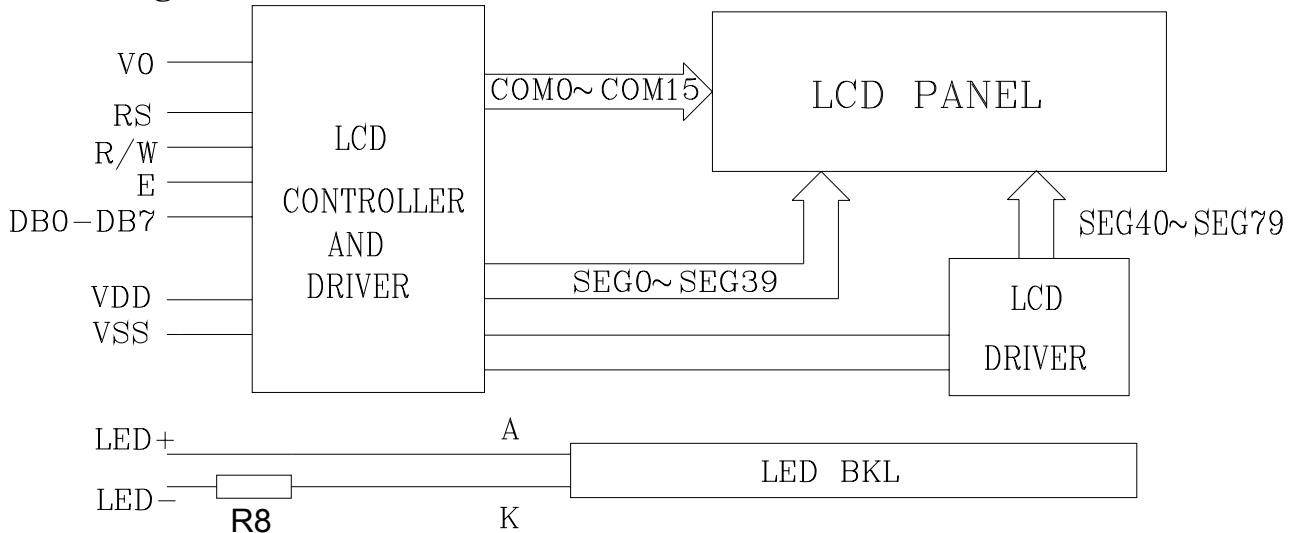 V0
RS
R/W
E
DB0-DB7
VDD
VSS
LCD
CONTROLLER
AND
DRIVER
COM0~COM15
LCD PANEL
SEG0~SEG39
SEG40~SEG79
LCD
DRIVER
LED+
A
LED BKL
LED-
R8
K